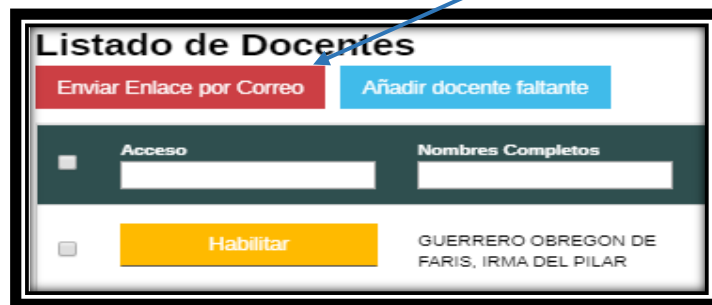 Listado de Docentes
Enviar Enlace por Correo
Añadir docente faltante
Acceso
Nombres Completos
Habilitar
GUERRERO OBREGON DE
FARIS, IRMA DEL PILAR